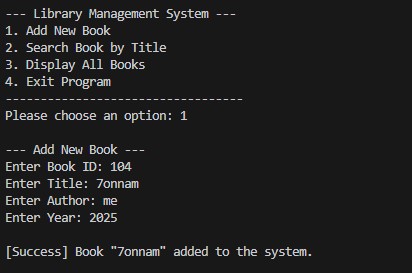 --- Library Management System ---
1. Add New Book
2. Search Book by Title
3. Display All Books
4. Exit Program
----------------------------------
Please choose an option: 1

--- Add New Book ---
Enter Book ID: 104
Enter Title: 7onnam
Enter Author: me
Enter Year: 2025

[Success] Book "7onnam" added to the system.